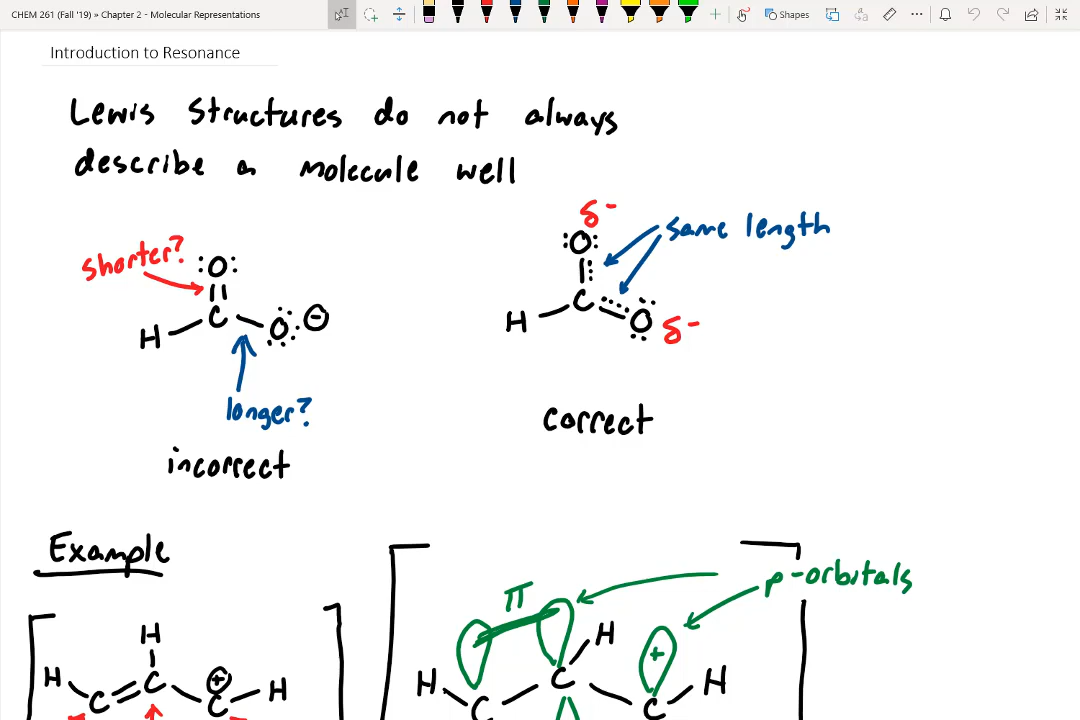 CHEM 261 (Fall '19) » Chapter 2 - Molecular Representations
Shapes
Introduction to Resonance
Lewis Structures do not always
describe a molecule well
δ-
same length
shorter?
:O:
:O:
C
C
H
O
-
H
O
δ-
longer?
correct
incorrect
Example
p-orbitals
π
H
H
+
H
C
C
+
C
H
H
C
H
C
C